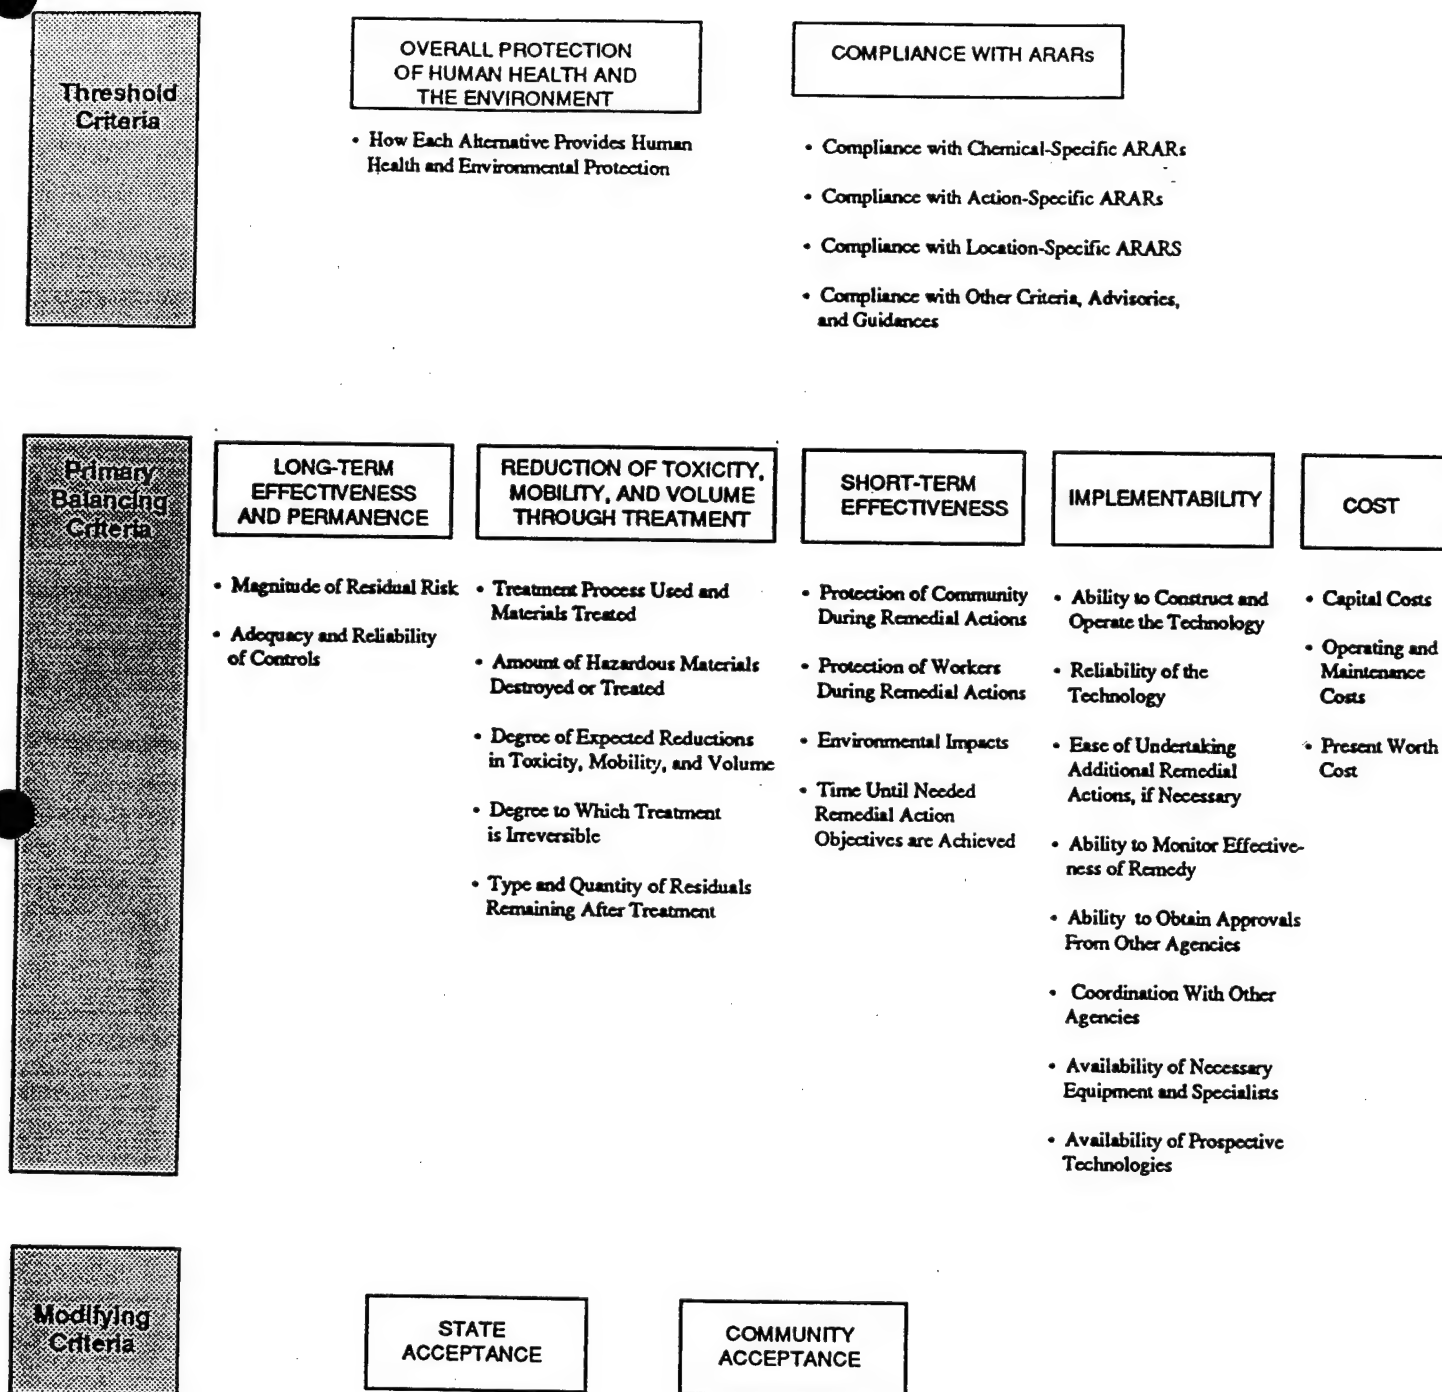 Threshold
Criteria
OVERALL PROTECTION
OF HUMAN HEALTH AND
THE ENVIRONMENT
• How Each Alternative Provides Human
Health and Environmental Protection
COMPLIANCE WITH ARARs
• Compliance with Chemical-Specific ARARs
• Compliance with Action-Specific ARARs
• Compliance with Location-Specific ARARS
• Compliance with Other Criteria, Advisories,
and Guidances
Primary
Balancing
Criteria
LONG-TERM
EFFECTIVENESS
AND PERMANENCE
• Magnitude of Residual Risk
• Adequacy and Reliability
of Controls
REDUCTION OF TOXICITY,
MOBILITY, AND VOLUME
THROUGH TREATMENT
• Treatment Process Used and
Materials Treated
• Amount of Hazardous Materials
Destroyed or Treated
• Degree of Expected Reductions
in Toxicity, Mobility, and Volume
• Degree to Which Treatment
is Irreversible
• Type and Quantity of Residuals
Remaining After Treatment
SHORT-TERM
EFFECTIVENESS
• Protection of Community
During Remedial Actions
• Protection of Workers
During Remedial Actions
• Environmental Impacts
• Time Until Needed
Remedial Action
Objectives are Achieved
IMPLEMENTABILITY
• Ability to Construct and
Operate the Technology
• Reliability of the
Technology
• Ease of Undertaking
Additional Remedial
Actions, if Necessary
• Ability to Monitor Effective-
ness of Remedy
• Ability to Obtain Approvals
From Other Agencies
• Coordination With Other
Agencies
• Availability of Necessary
Equipment and Specialists
• Availability of Prospective
Technologies
COST
• Capital Costs
• Operating and
Maintenance
Costs
• Present Worth
Cost
Modifying
Criteria
STATE
ACCEPTANCE
COMMUNITY
ACCEPTANCE